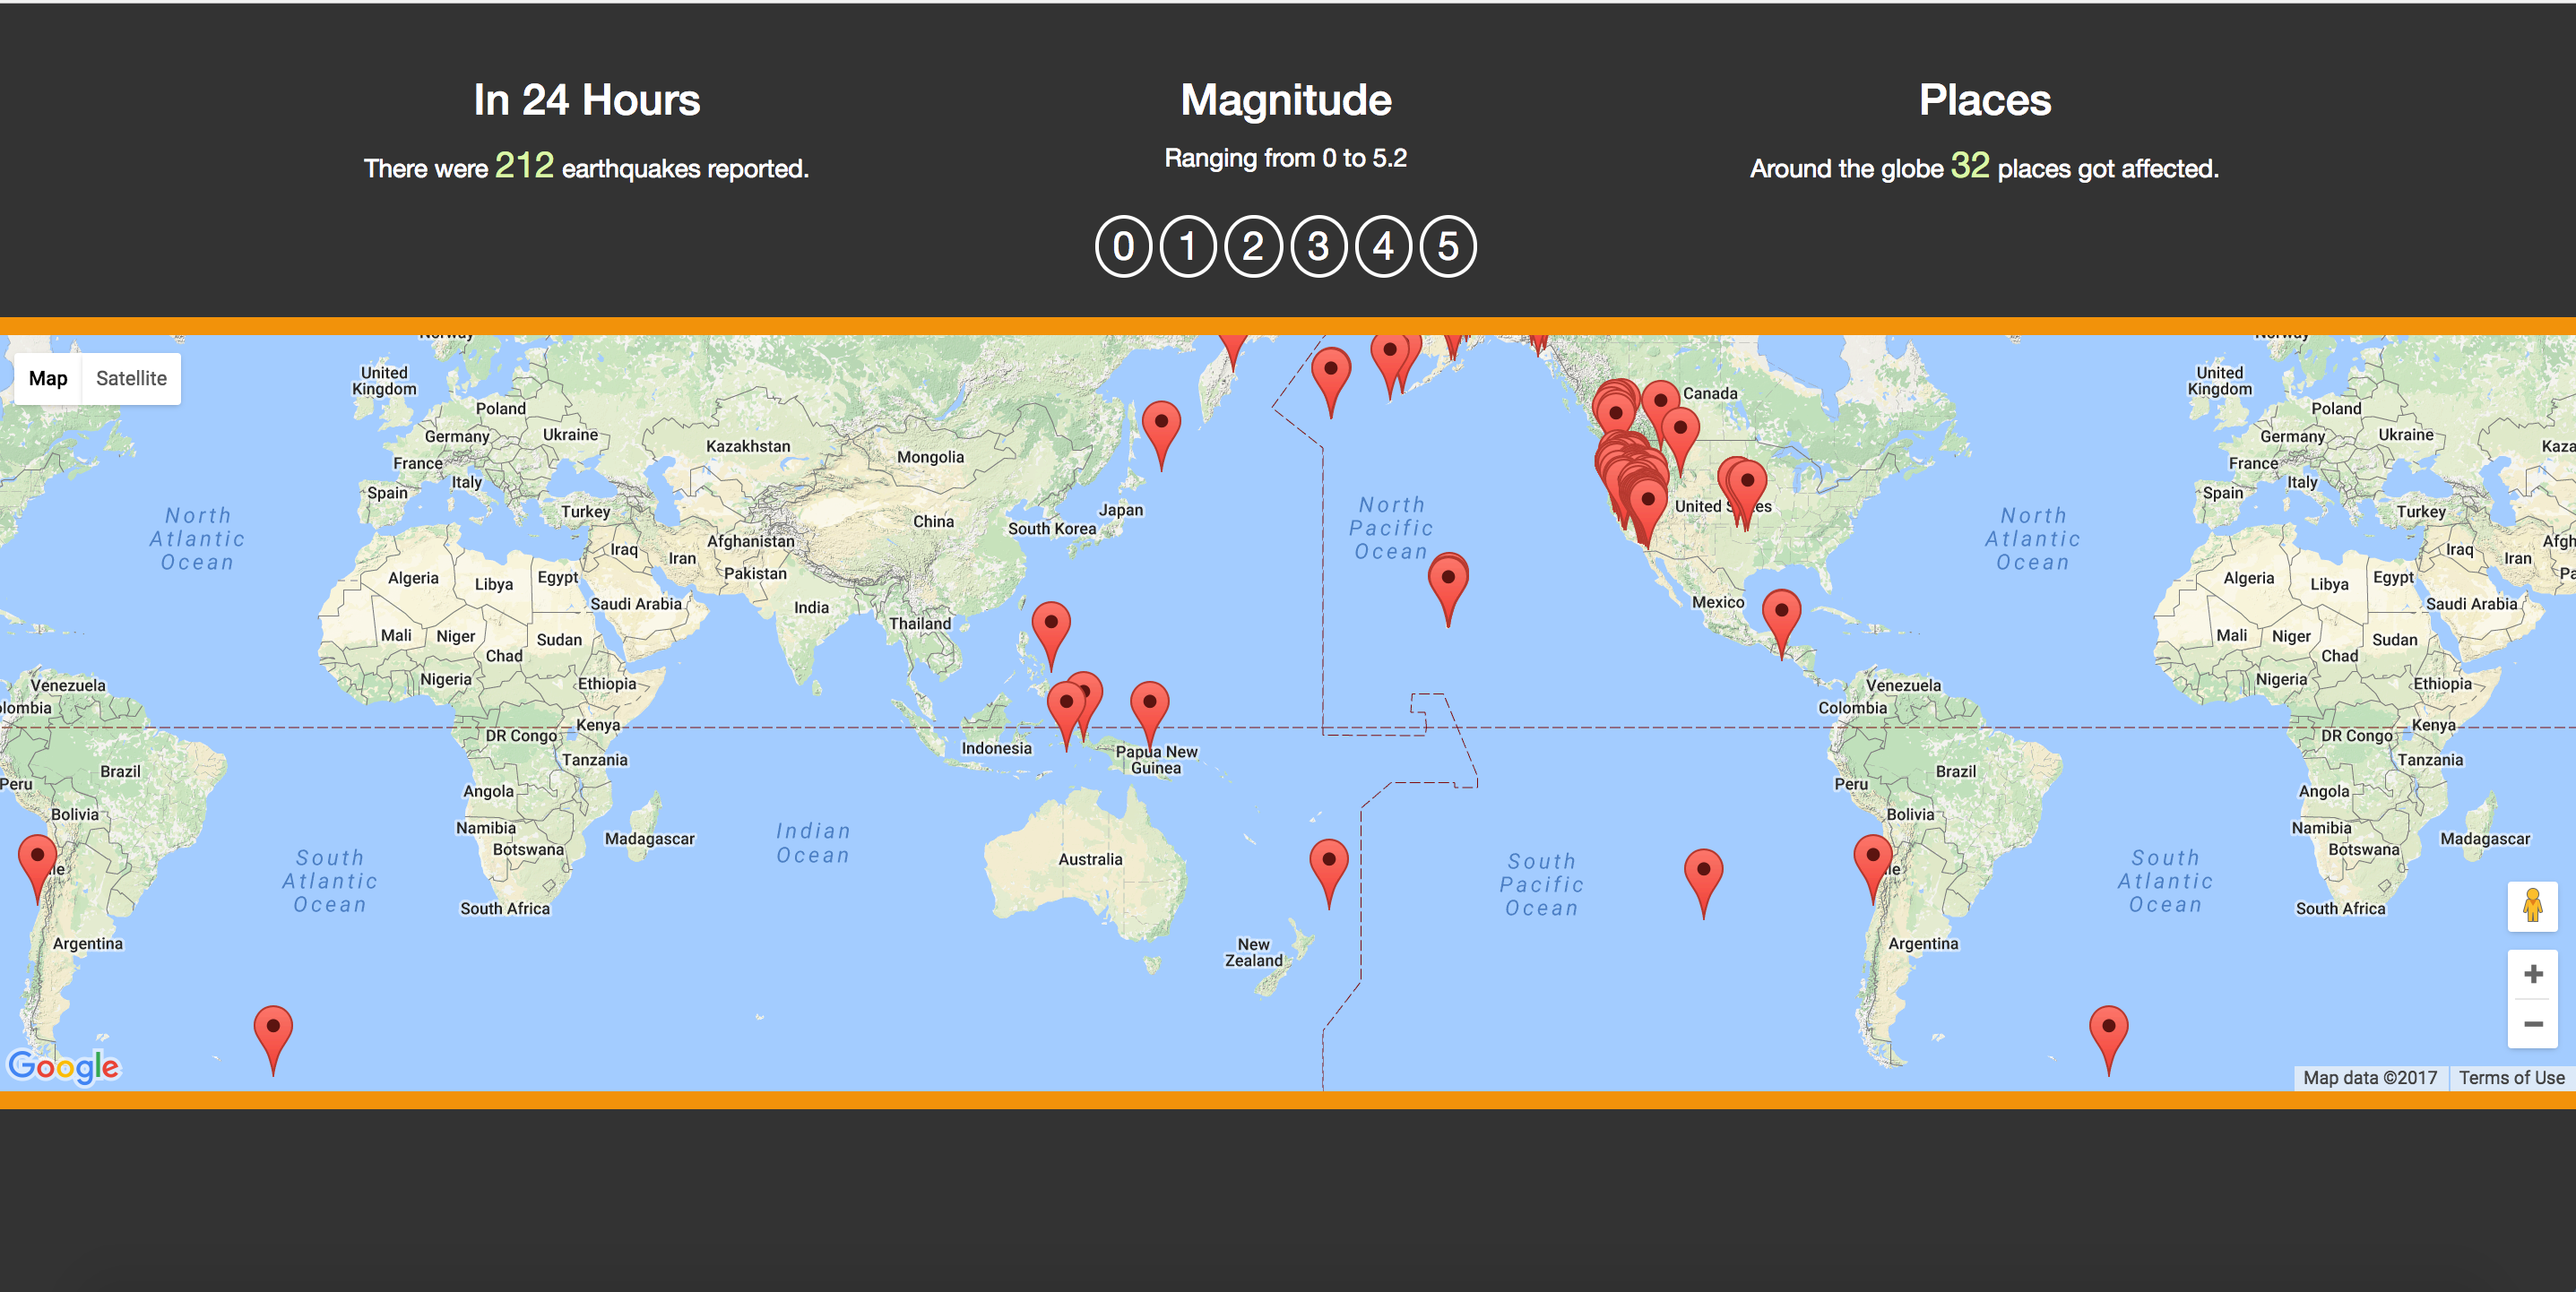 In 24 Hours
There were 212 earthquakes reported.
Magnitude
Ranging from 0 to 5.2
0 1 2 3 4 5
Places
Around the globe 32 places got affected.
Map Satellite
United
Kingdom
Poland
Germany
Ukraine
France
Italy
Spain
Turkey
Kazakhstan
Mongolia
China
Japan
South Korea
Afghanistan
Iraq
Iran
Pakistan
Algeria
Libya
Egypt
Saudi Arabia
India
Thailand
Mali
Niger
Chad
Sudan
Nigeria
Ethiopia
Kenya
DR Congo
Tanzania
Angola
Namibia
Botswana
Madagascar
South Africa
Indonesia
Papua New
Guinea
Australia
New
Zealand
North
Atlantic
Ocean
South
Atlantic
Ocean
Indian
Ocean
Venezuela
lombia
Brazil
Peru
Bolivia
Argentina
North
Pacific
Ocean
South
Pacific
Ocean
Canada
Mexico
Venezuela
Colombia
Brazil
Peru
Bolivia
Argentina
North
Atlantic
Ocean
South
Atlantic
Ocean
United
Kingdom
Poland
Germany
Ukraine
France
Italy
Spain
Turkey
Kaza
Iraq
Iran
Afgh
Algeria
Libya
Egypt
Saudi Arabia
Mali
Niger
Chad
Sudan
Nigeria
Ethiopia
Kenya
DR Congo
Tanzania
Angola
Namibia
Botswana
Madagascar
South Africa
Google
Map data ©2017 Terms of Use